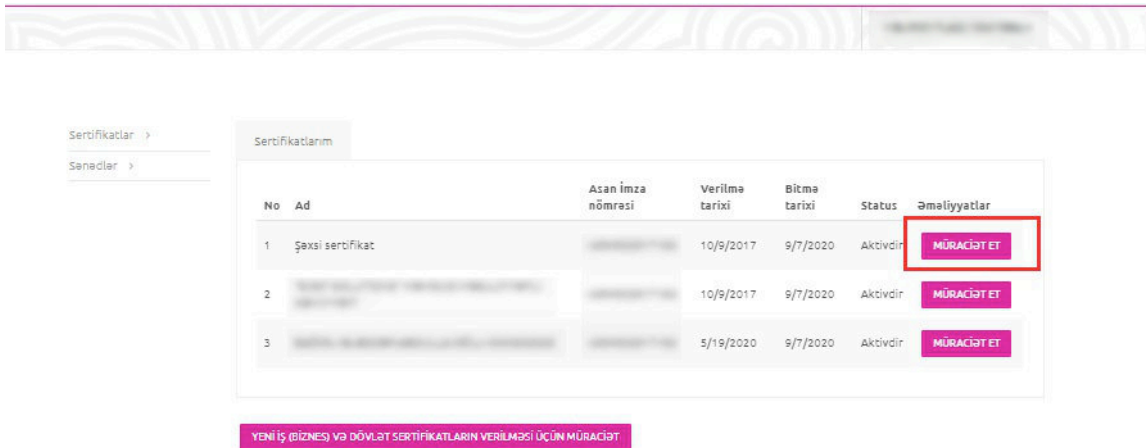 Sertifikatlar >
Sənədlər >
Sertifikatlarım
No Ad Asan İmza nömrəsi Verilmə tarixi Bitmə tarixi Status Əməliyyatlar
1 Şəxsi sertifikat 10/9/2017 9/7/2020 Aktivdir MÜRACİƏT ET
2 10/9/2017 9/7/2020 Aktivdir MÜRACİƏT ET
3 5/19/2020 9/7/2020 Aktivdir MÜRACİƏT ET
YENİ İŞ (BİZNES) VƏ DÖVLƏT SERTİFİKATLARIN VERİLMƏSİ ÜÇÜN MÜRACİƏT